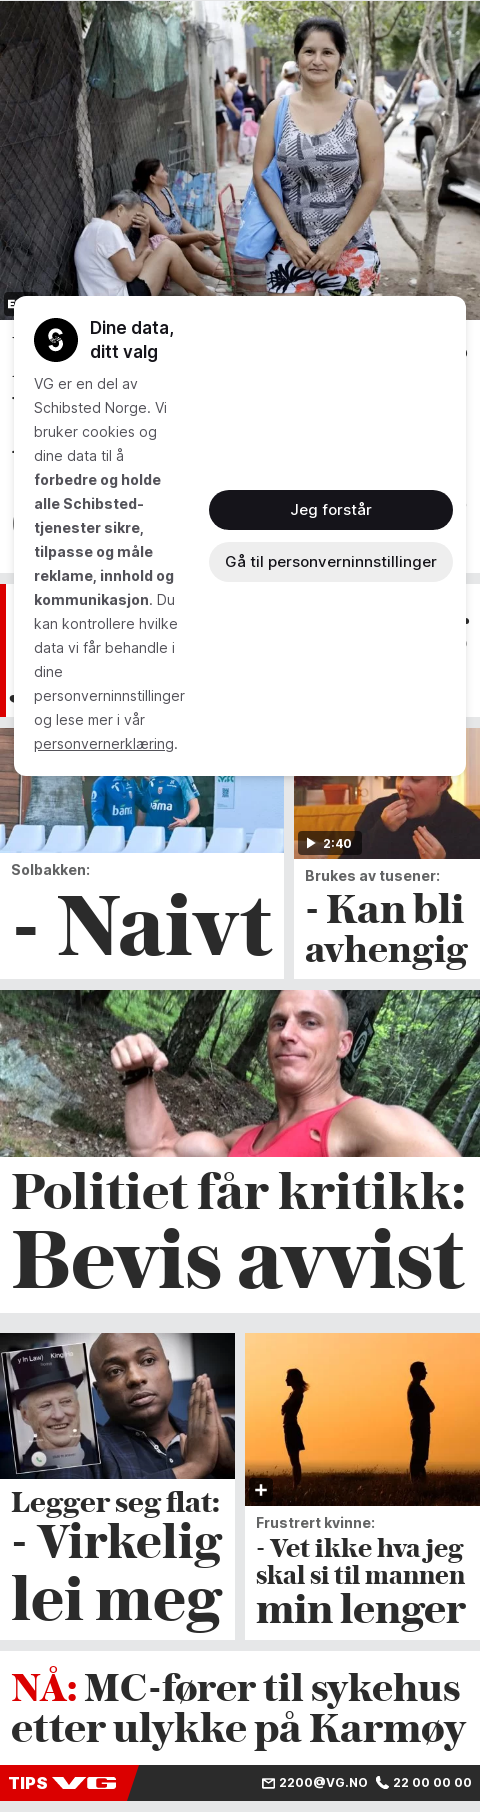 Dine data,
ditt valg
VG er en del av
Schibsted Norge. Vi
bruker cookies og
dine data til å
forbedre og holde
alle Schibsted-
tjenester sikre,
tilpasse og måle
reklame, innhold og
kommunikasjon. Du
kan kontrollere hvilke
data vi får behandle i
dine
personverninnstillinger
og lese mer i vår
personvernerklæring.
Jeg forstår
Gå til personverninnstillinger
bama
bama
2:40
Solbakken:
- Naivt
Brukes av tusener:
- Kan bli
avhengig
Politiet får kritikk:
Bevis avvist
y In Law)
Legger seg flat:
- Virkelig
lei meg
Frustrert kvinne:
- Vet ikke hva jeg
skal si til mannen
min lenger
NÅ: MC-fører til sykehus
etter ulykke på Karmøy
TIPS VG
2200@VG.NO
22 00 00 00